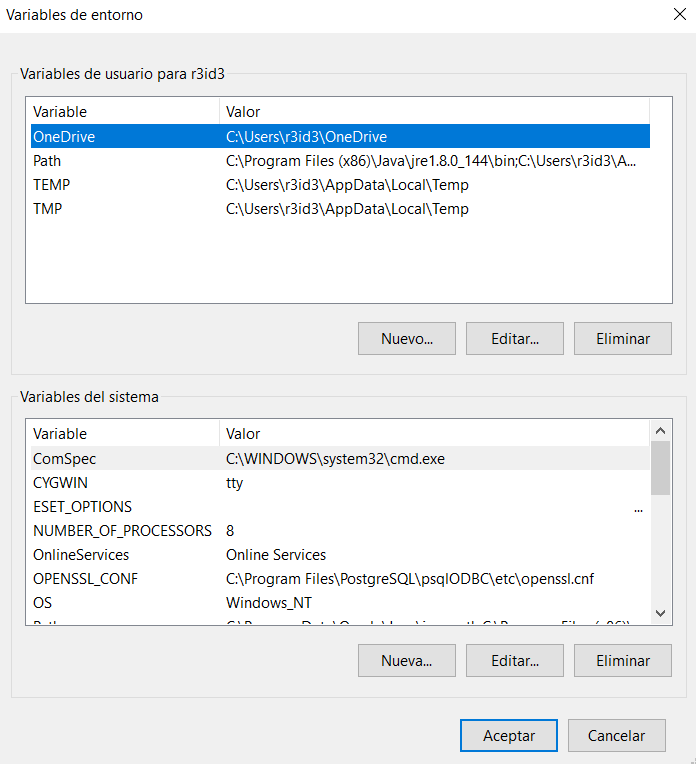 Variables de entorno
Variables de usuario para r3id3
Variable Valor
OneDrive C:\Users\r3id3\OneDrive
Path C:\Program Files (x86)\Java\jre1.8.0_144\bin;C:\Users\r3id3\A...
TEMP C:\Users\r3id3\AppData\Local\Temp
TMP C:\Users\r3id3\AppData\Local\Temp
Nuevo... Editar... Eliminar
Variables del sistema
Variable Valor
ComSpec C:\WINDOWS\system32\cmd.exe
CYGWIN tty
ESET_OPTIONS ...
NUMBER_OF_PROCESSORS 8
OnlineServices Online Services
OPENSSL_CONF C:\Program Files\PostgreSQL\psqlODBC\etc\openssl.cnf
OS Windows_NT
Nueva... Editar... Eliminar
Aceptar Cancelar